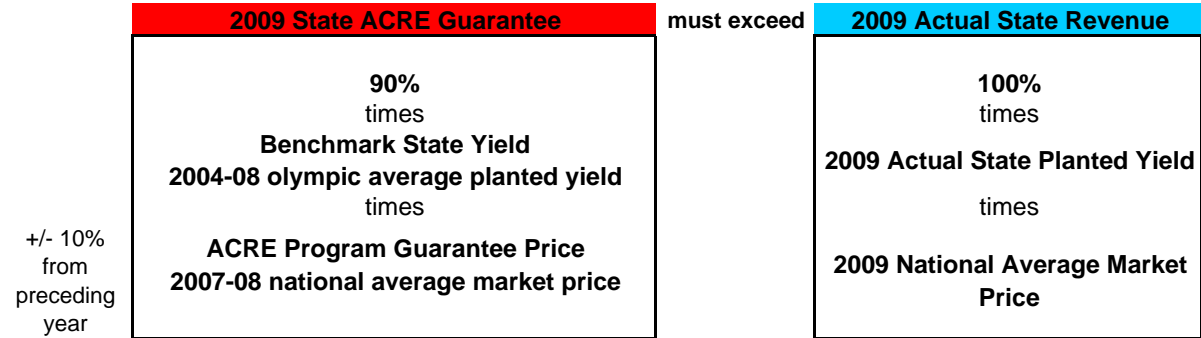 2009 State ACRE Guarantee must exceed 2009 Actual State Revenue
90%
times
Benchmark State Yield
2004-08 olympic average planted yield
times
ACRE Program Guarantee Price
2007-08 national average market price
+/- 10%
from
preceding
year
100%
times
2009 Actual State Planted Yield
times
2009 National Average Market
Price